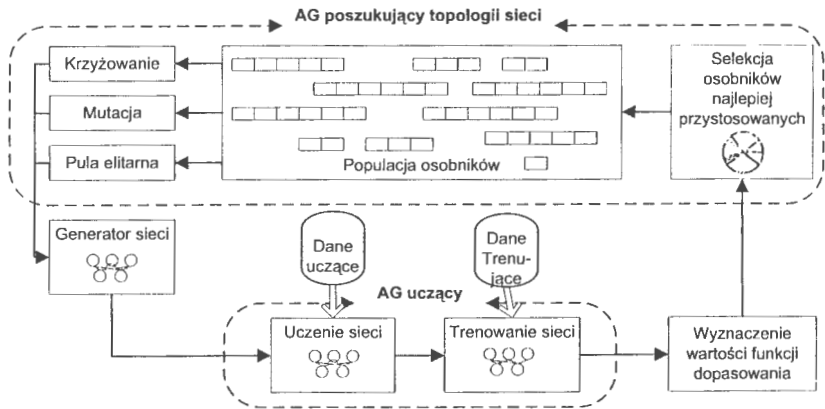 AG poszukujący topologii sieci
Krzyżowanie
Mutacja
Pula elitarna
Populacja osobników
Selekcja
osobników
najlepiej
przystosowanych
Generator sieci
Dane
uczące
Dane
Trenu-
jące
AG uczący
Uczenie sieci
Trenowanie sieci
Wyznaczenie
wartości funkcji
dopasowania